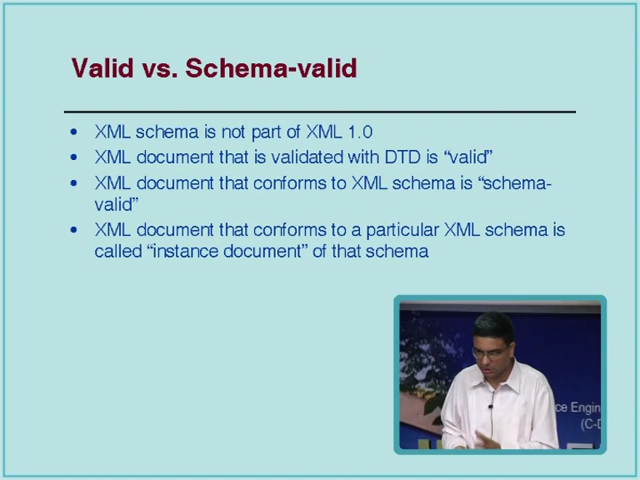 Valid vs. Schema-valid
• XML schema is not part of XML 1.0
• XML document that is validated with DTD is “valid”
• XML document that conforms to XML schema is “schema-
valid”
• XML document that conforms to a particular XML schema is
called “instance document” of that schema
ce Engin
(C-D